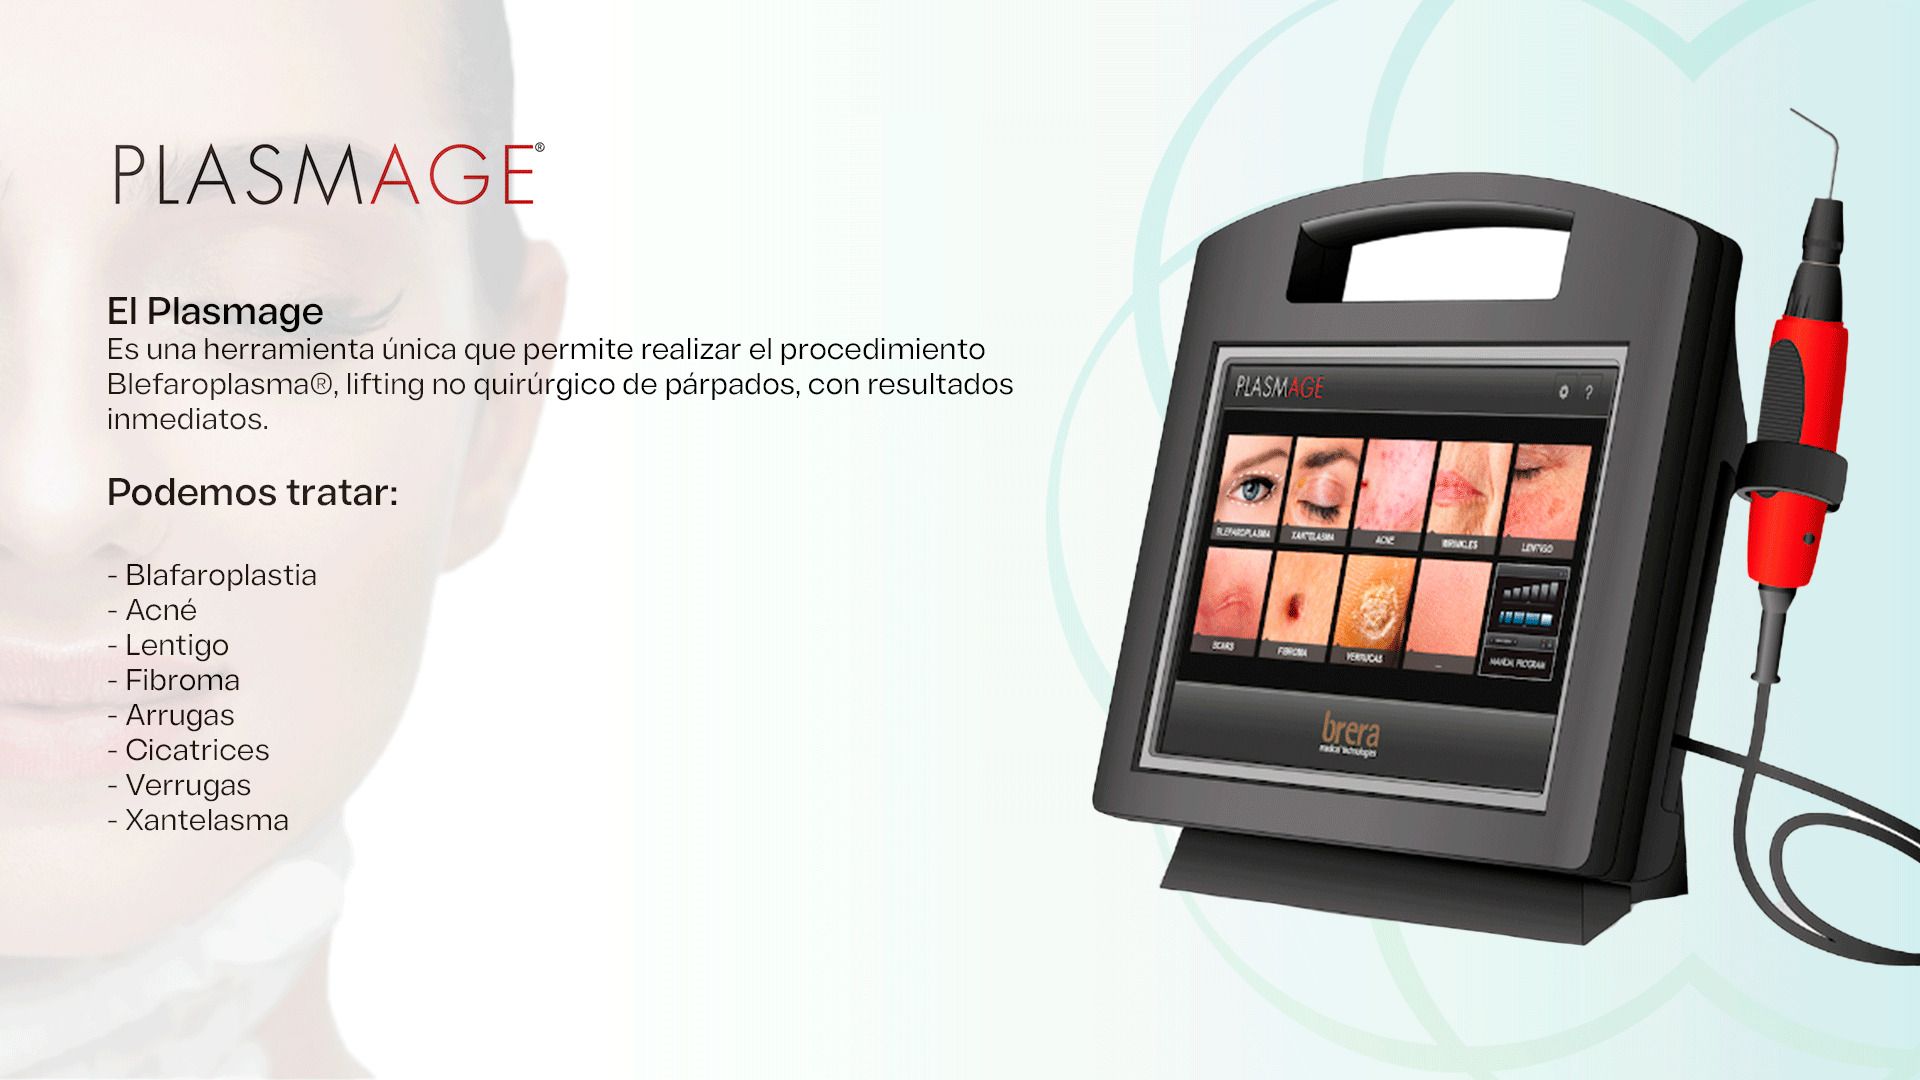 PLASMAGE®
El Plasmage
Es una herramienta única que permite realizar el procedimiento
Blefaroplasma®, lifting no quirúrgico de párpados, con resultados
inmediatos.
Podemos tratar:
- Blafaroplastia
- Acné
- Lentigo
- Fibroma
- Arrugas
- Cicatrices
- Verrugas
- Xantelasma
PLASMAGE
?
BLEFAROPLASMA XANTELASMA ACNE WRINKLES LENTIGO
SCARS FIBROMA VERRUCAS ... MANUAL PROGRAM
brera
medical technologies